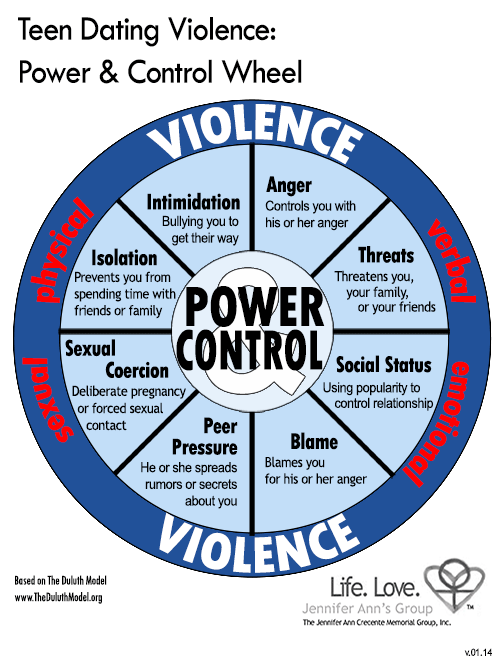 Teen Dating Violence:
Power & Control Wheel
VIOLENCE
physical
verbal
sexual
emotional
Anger
Controls you with
his or her anger
Threats
Threatens you,
your family,
or your friends
Social Status
Using popularity to
control relationship
Blame
Blames you
for his or her anger
Peer
Pressure
He or she spreads
rumors or secrets
about you
Sexual
Coercion
Deliberate pregnancy
or forced sexual
contact
Isolation
Prevents you from
spending time with
friends or family
Intimidation
Bullying you to
get their way
POWER
&
CONTROL
VIOLENCE
Based on The Duluth Model
www.TheDuluthModel.org
Life. Love.
Jennifer Ann's Group
TM
The Jennifer Ann Crecente Memorial Group, Inc.
v.01.14